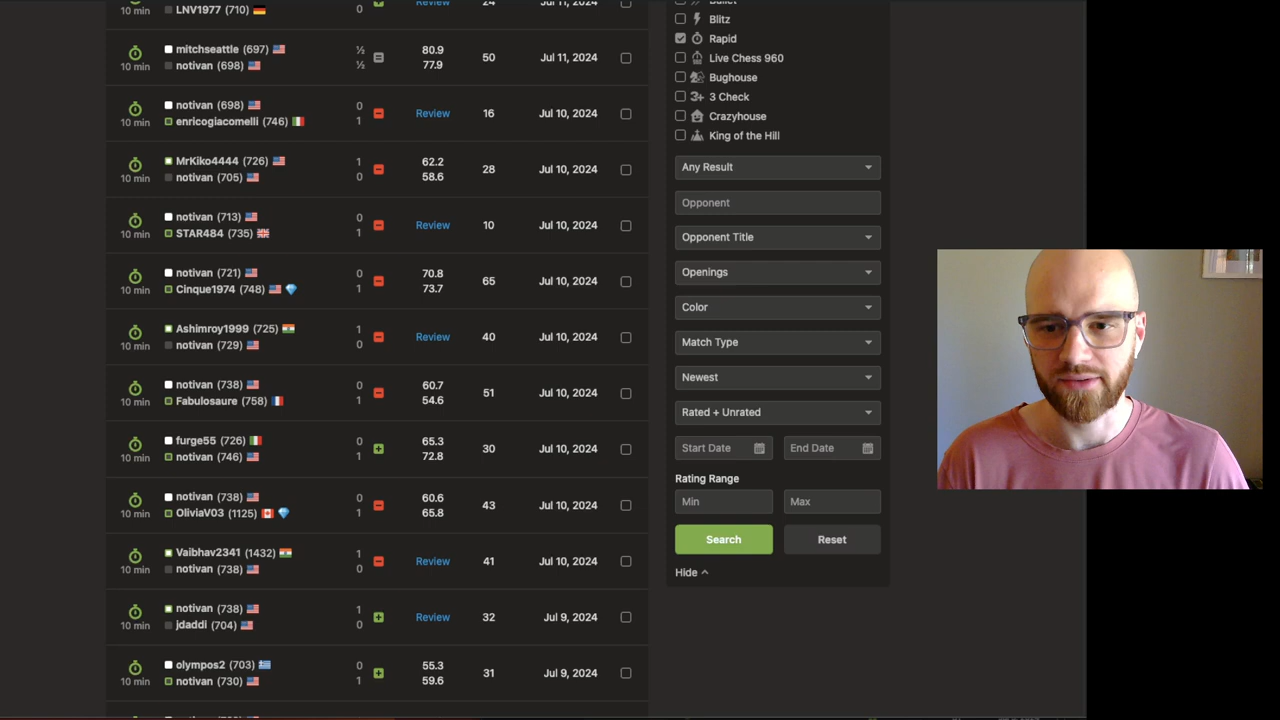 LNV1977 (710) 0 Review 24 Jul 11, 2024
10 min mitchseattle (697) ½ 80.9 50 Jul 11, 2024
notivan (698) ½ 77.9
10 min notivan (698) 0 Review 16 Jul 10, 2024
enricogiacomelli (746) 1
10 min MrKiko4444 (726) 1 62.2 28 Jul 10, 2024
notivan (705) 0 58.6
10 min notivan (713) 0 Review 10 Jul 10, 2024
STAR484 (735) 1
10 min notivan (721) 0 70.8 65 Jul 10, 2024
Cinque1974 (748) 1 73.7
10 min Ashimroy1999 (725) 1 Review 40 Jul 10, 2024
notivan (729) 0
10 min notivan (738) 0 60.7 51 Jul 10, 2024
Fabulosaure (758) 1 54.6
10 min furge55 (726) 0 65.3 30 Jul 10, 2024
notivan (746) 1 72.8
10 min notivan (738) 0 60.6 43 Jul 10, 2024
OliviaV03 (1125) 1 65.8
10 min Vaibhav2341 (1432) 1 Review 41 Jul 10, 2024
notivan (738) 0
10 min notivan (738) 1 Review 32 Jul 9, 2024
jdaddi (704) 0
10 min olympos2 (703) 0 55.3 31 Jul 9, 2024
notivan (730) 1 59.6
Blitz
Rapid
Live Chess 960
Bughouse
3+ 3 Check
Crazyhouse
King of the Hill
Any Result
Opponent
Opponent Title
Openings
Color
Match Type
Newest
Rated + Unrated
Start Date End Date
Rating Range
Min Max
Search Reset
Hide